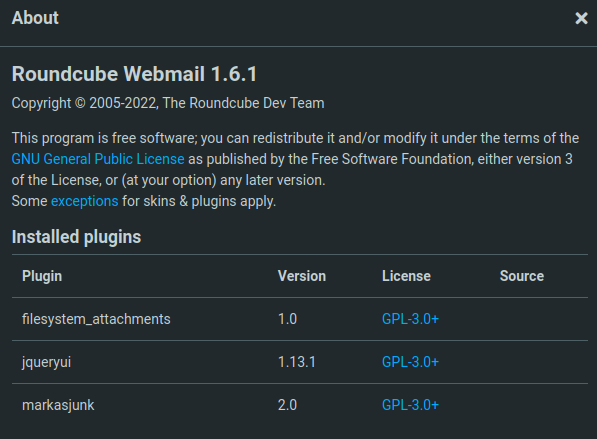 About
Roundcube Webmail 1.6.1
Copyright © 2005-2022, The Roundcube Dev Team
This program is free software; you can redistribute it and/or modify it under the terms of the
GNU General Public License as published by the Free Software Foundation, either version 3
of the License, or (at your option) any later version.
Some exceptions for skins & plugins apply.
Installed plugins
Plugin Version License Source
filesystem_attachments 1.0 GPL-3.0+
jqueryui 1.13.1 GPL-3.0+
markasjunk 2.0 GPL-3.0+